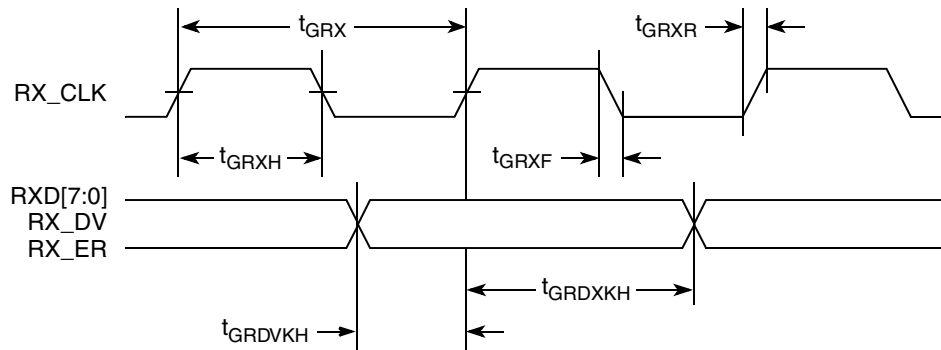 tGRX
tGRXR
RX_CLK
tGRXH
tGRXF
RXD[7:0]
RX_DV
RX_ER
tGRDXKH
tGRDVKH